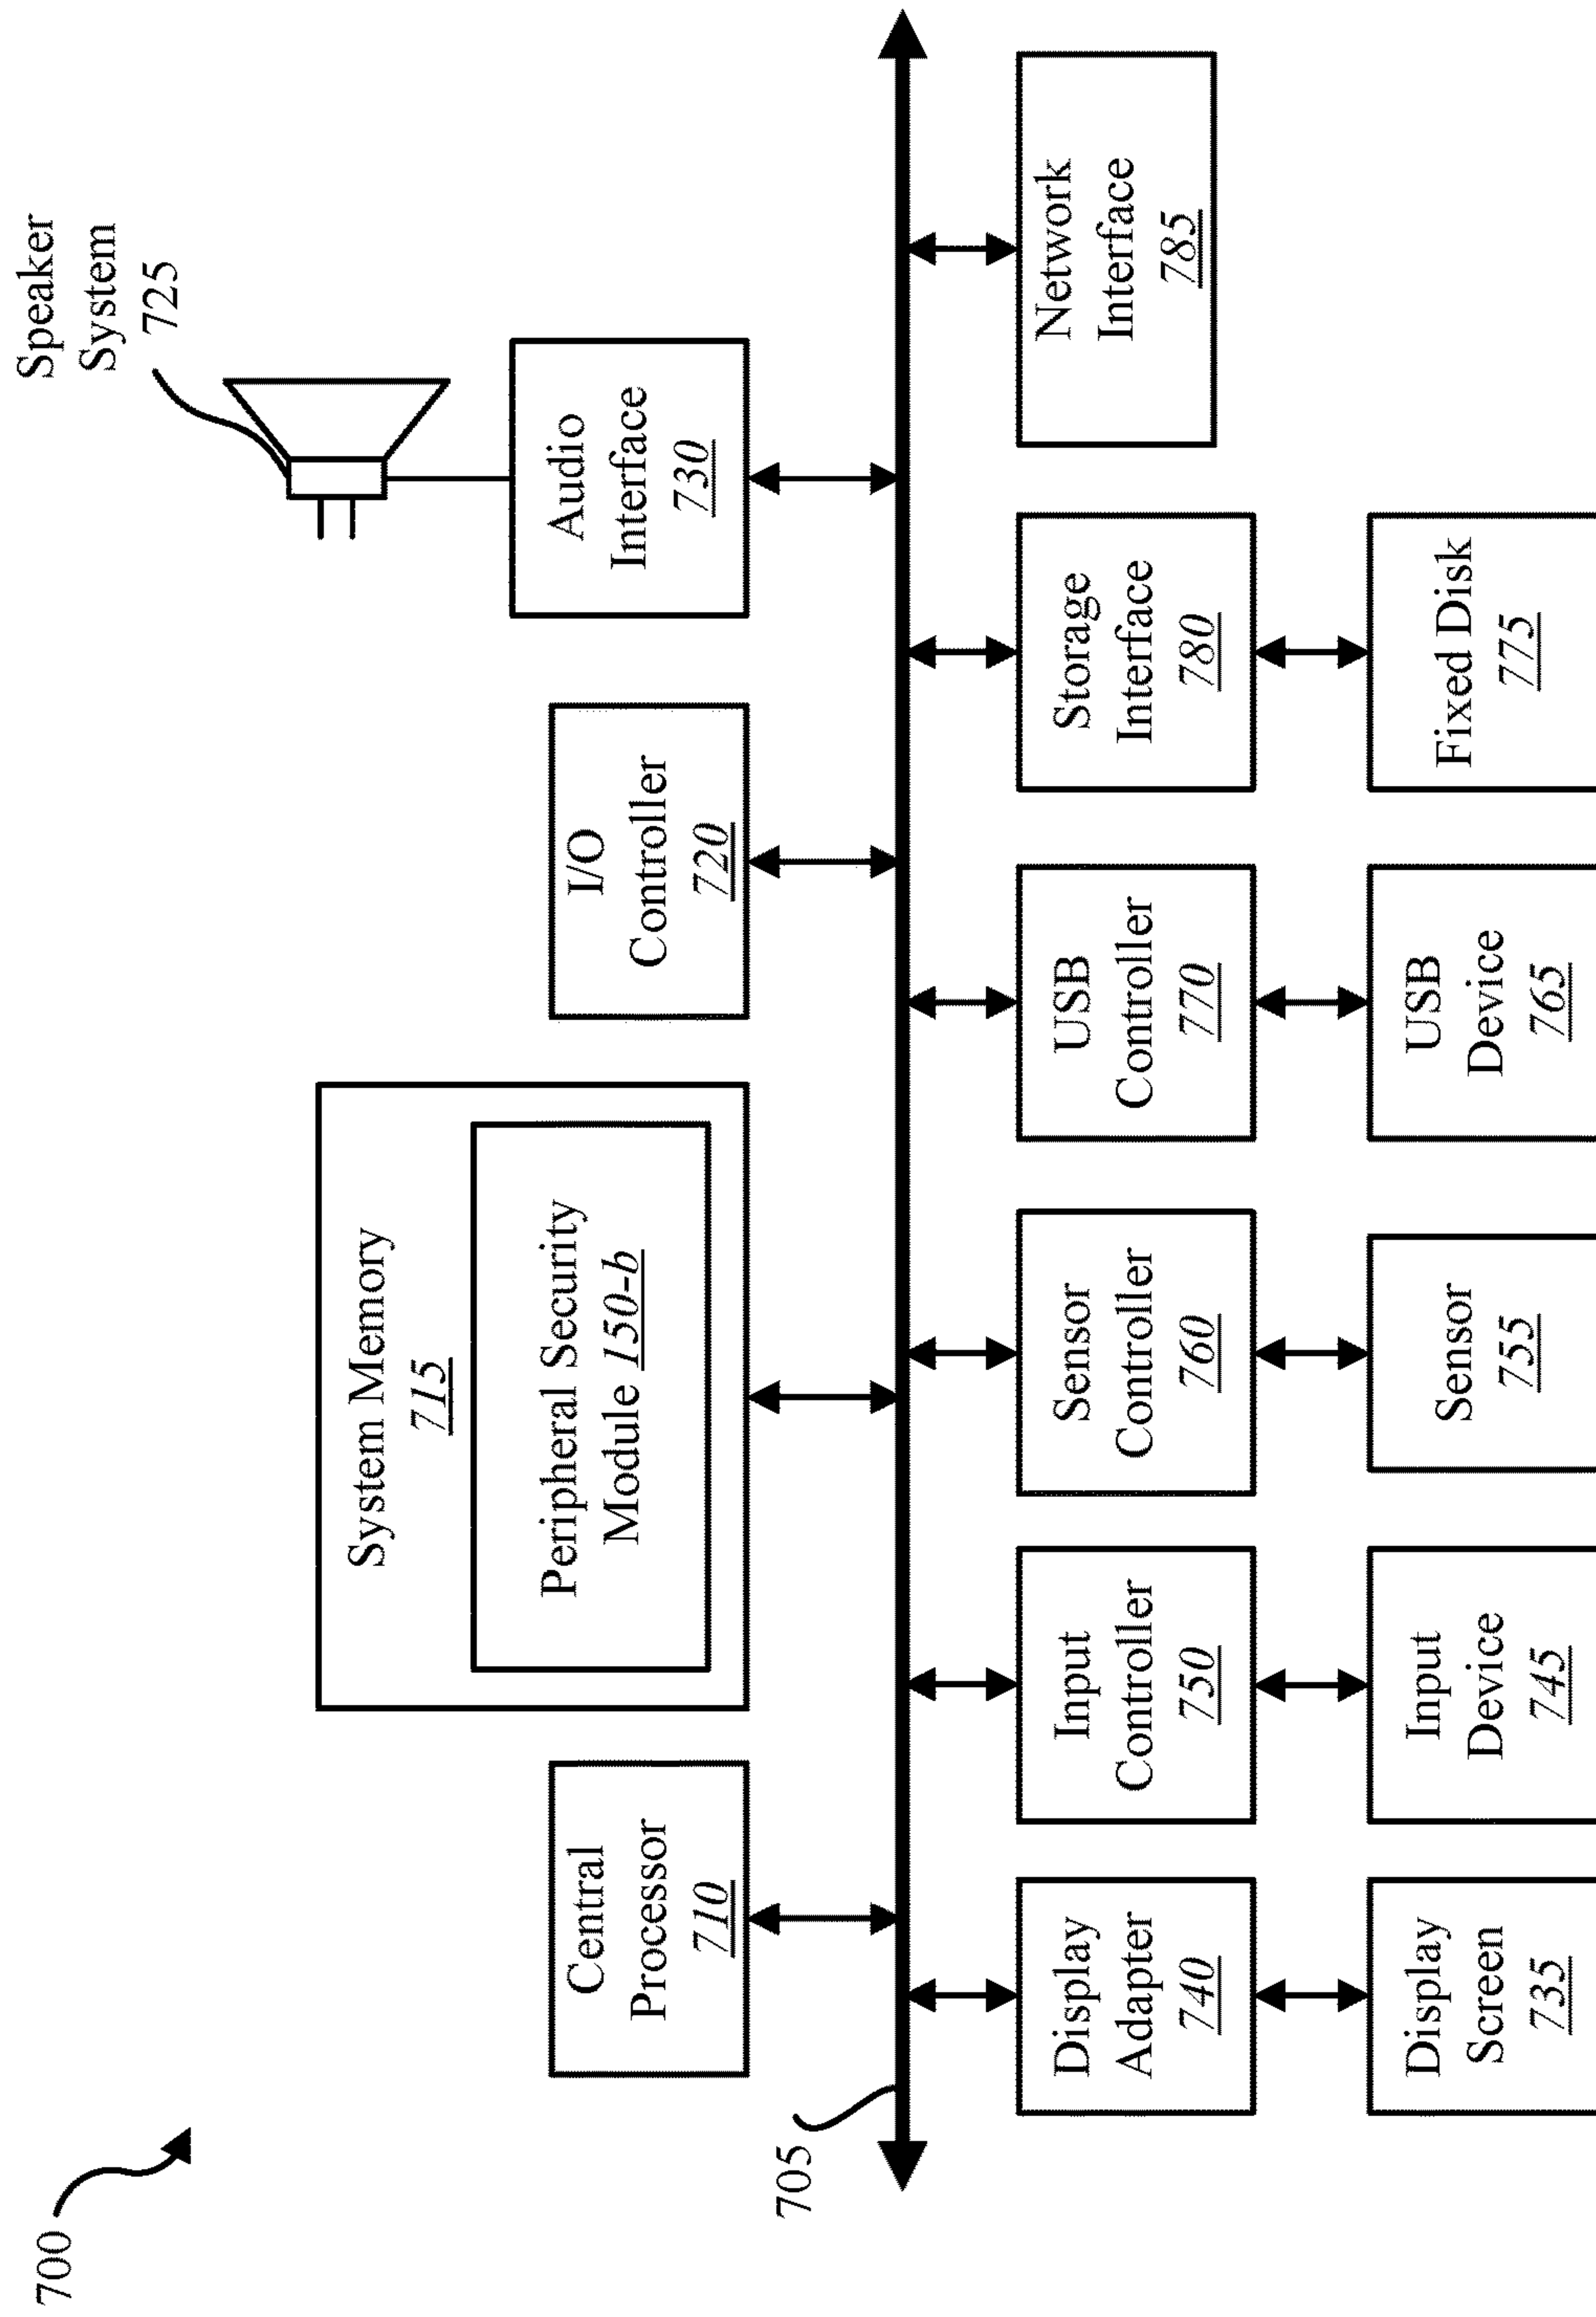 700
Speaker
System
725
System Memory
715
Peripheral Security
Module 150-b
Central
Processor
710
I/O
Controller
720
Audio
Interface
730
705
Display
Adapter
740
Input
Controller
750
Sensor
Controller
760
USB
Controller
770
Storage
Interface
780
Network
Interface
785
Display
Screen
735
Input
Device
745
Sensor
755
USB
Device
765
Fixed Disk
775